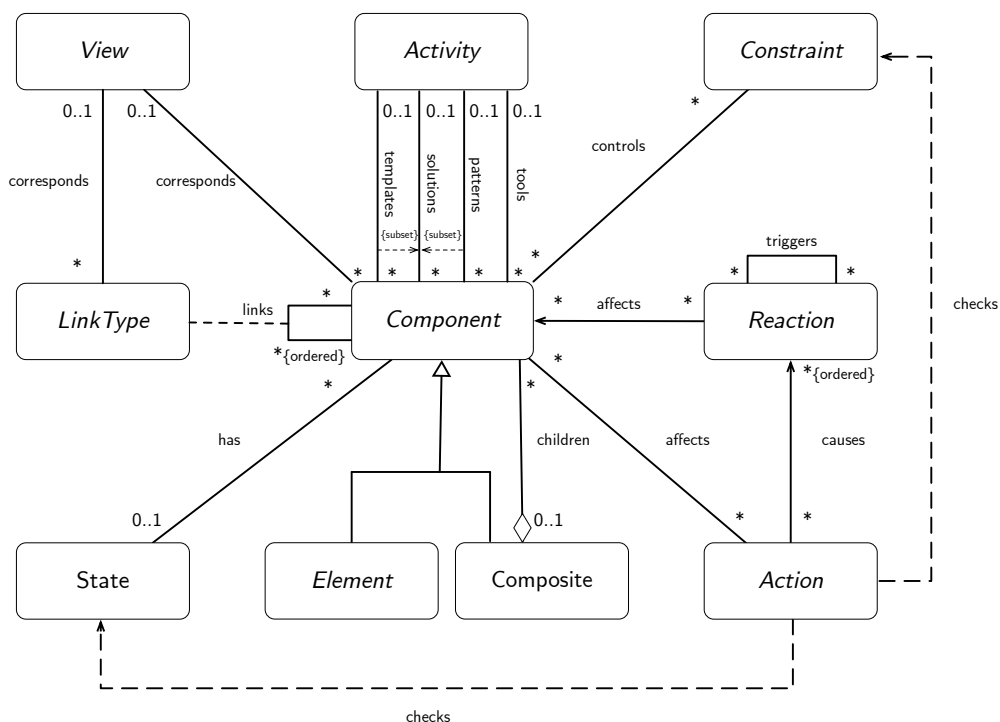 View
Activity
Constraint
0..1
0..1
0..1
0..1
0..1
0..1
*
corresponds
corresponds
templates
solutions
patterns
tools
controls
{subset}
{subset}
triggers
*
*
*
*
*
*
*
*
*
*
LinkType
links
*
*{ordered}
Component
*
affects
*
Reaction
checks
*
*
*
*{ordered}
has
children
affects
causes
0..1
0..1
*
*
State
Element
Composite
Action
checks